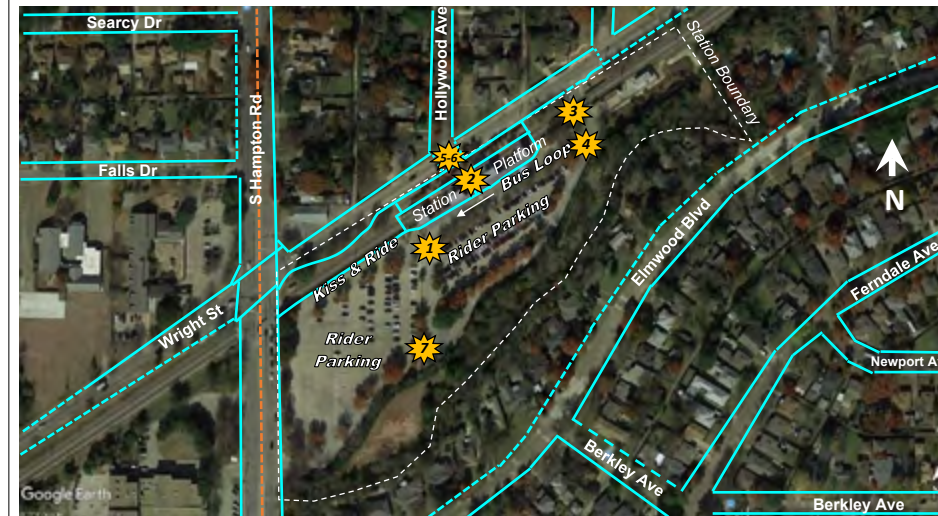 Searcy Dr
S Hampton Rd
Hollywood Ave
Station Boundary
3
4
5-6
2
Falls Dr
Station Platform
Bus Loop
N
1
Rider Parking
Kiss & Ride
Elmwood Blvd
Ferndale Ave
Wright St
Rider
Parking
7
Newport A
Berkley Ave
Google Earth
Berkley Ave